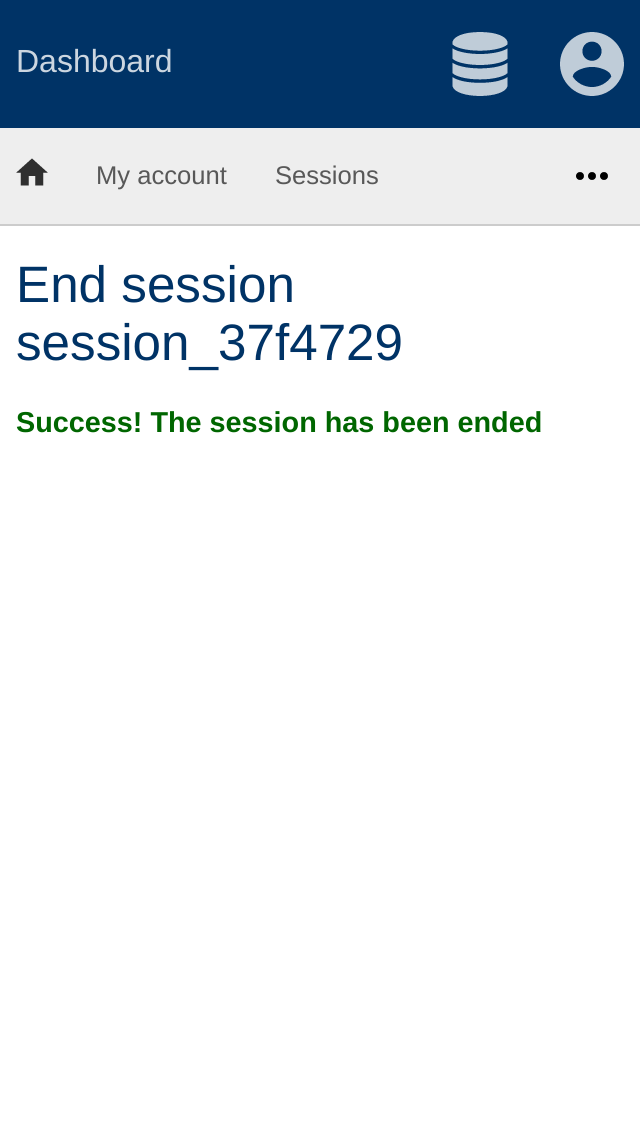 Dashboard
My account Sessions
End session
session_37f4729
Success! The session has been ended